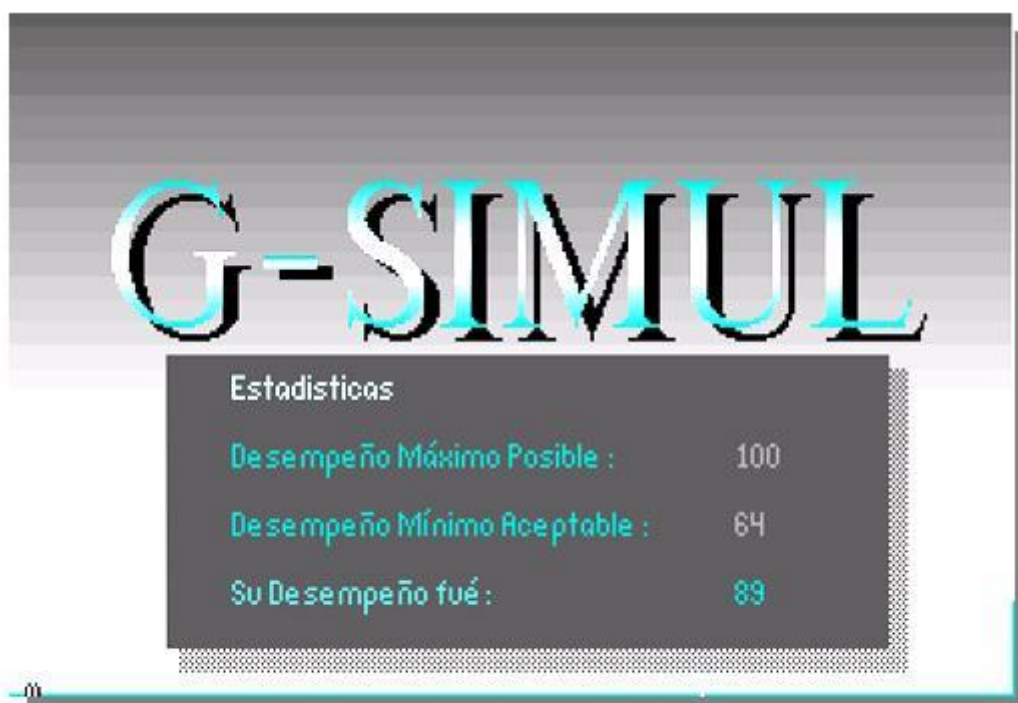 G-SIMUL
Estadisticas
Desempeño Máximo Posible : 100
Desempeño Mínimo Aceptable : 64
Su Desempeño fué : 89